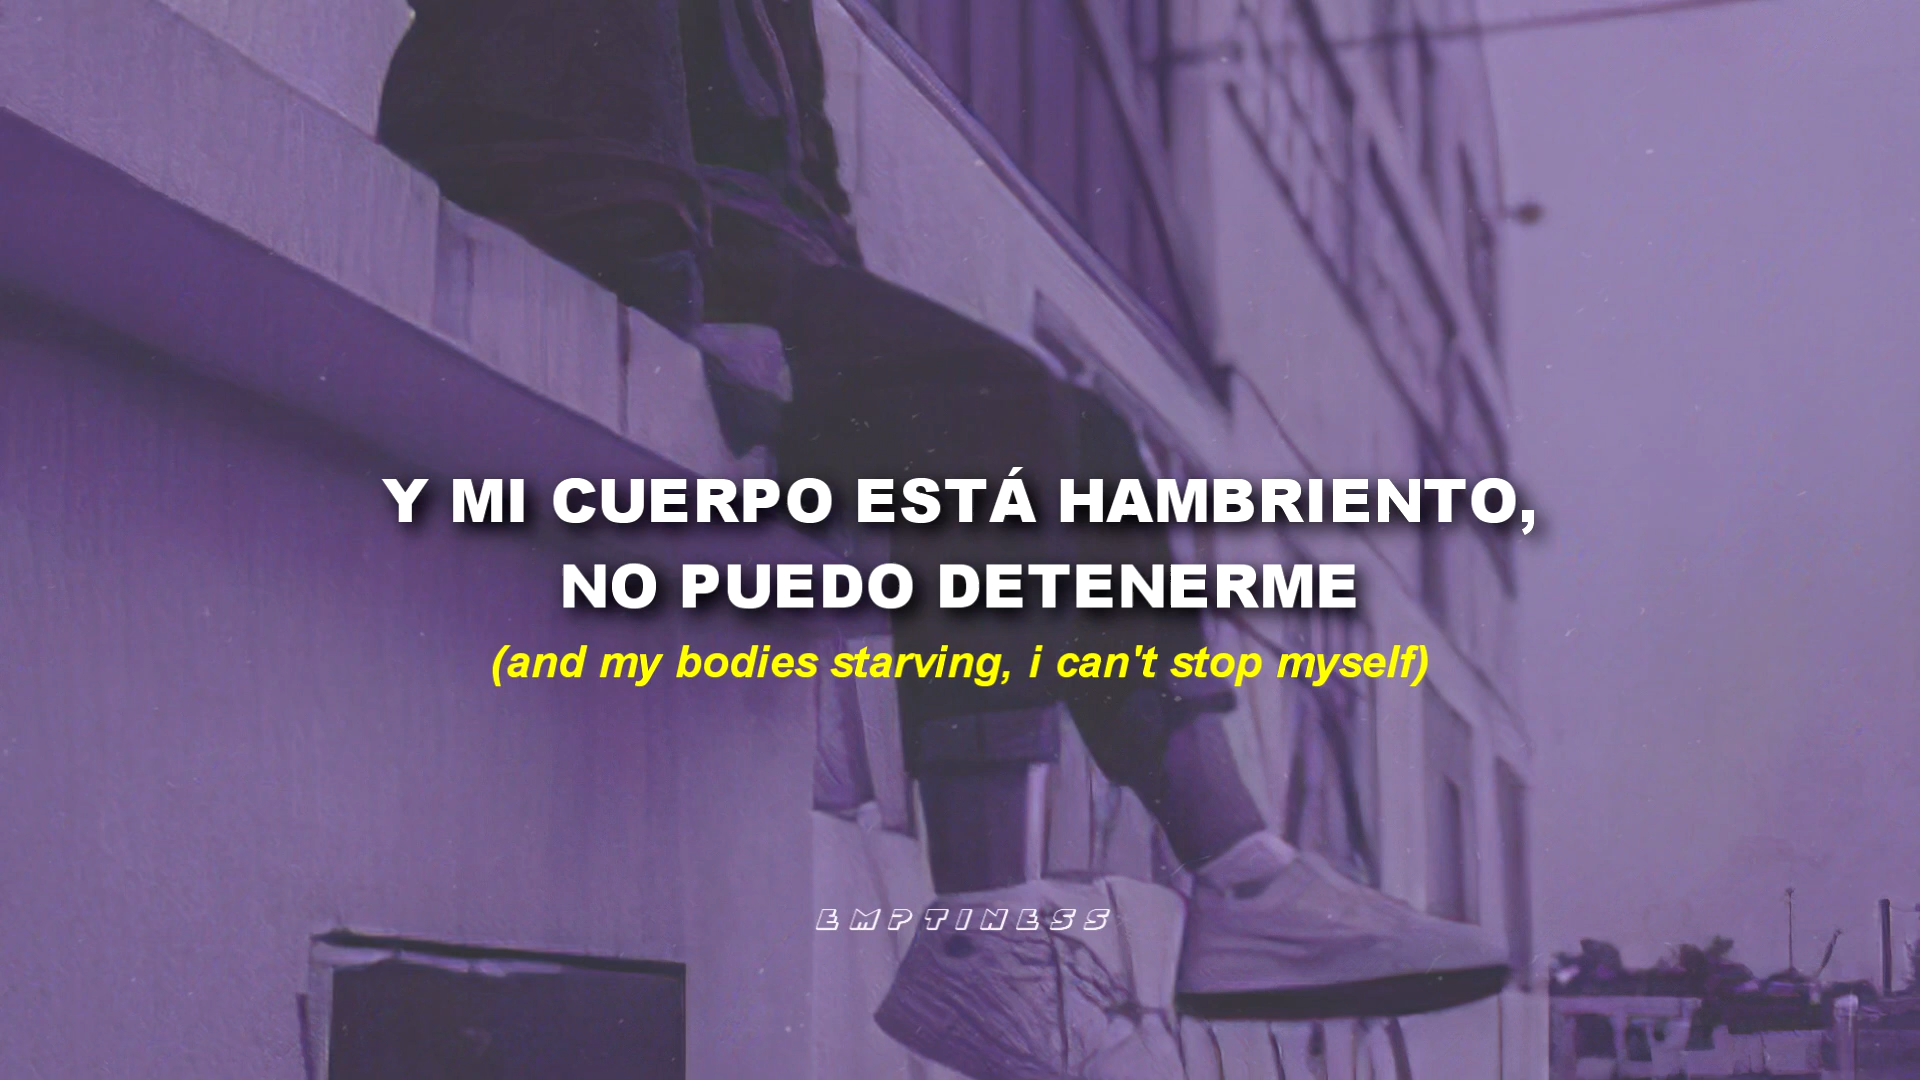 Y MI CUERPO ESTÁ HAMBRIENTO,
NO PUEDO DETENERME
(and my bodies starving, i can't stop myself)
EMPTINESS